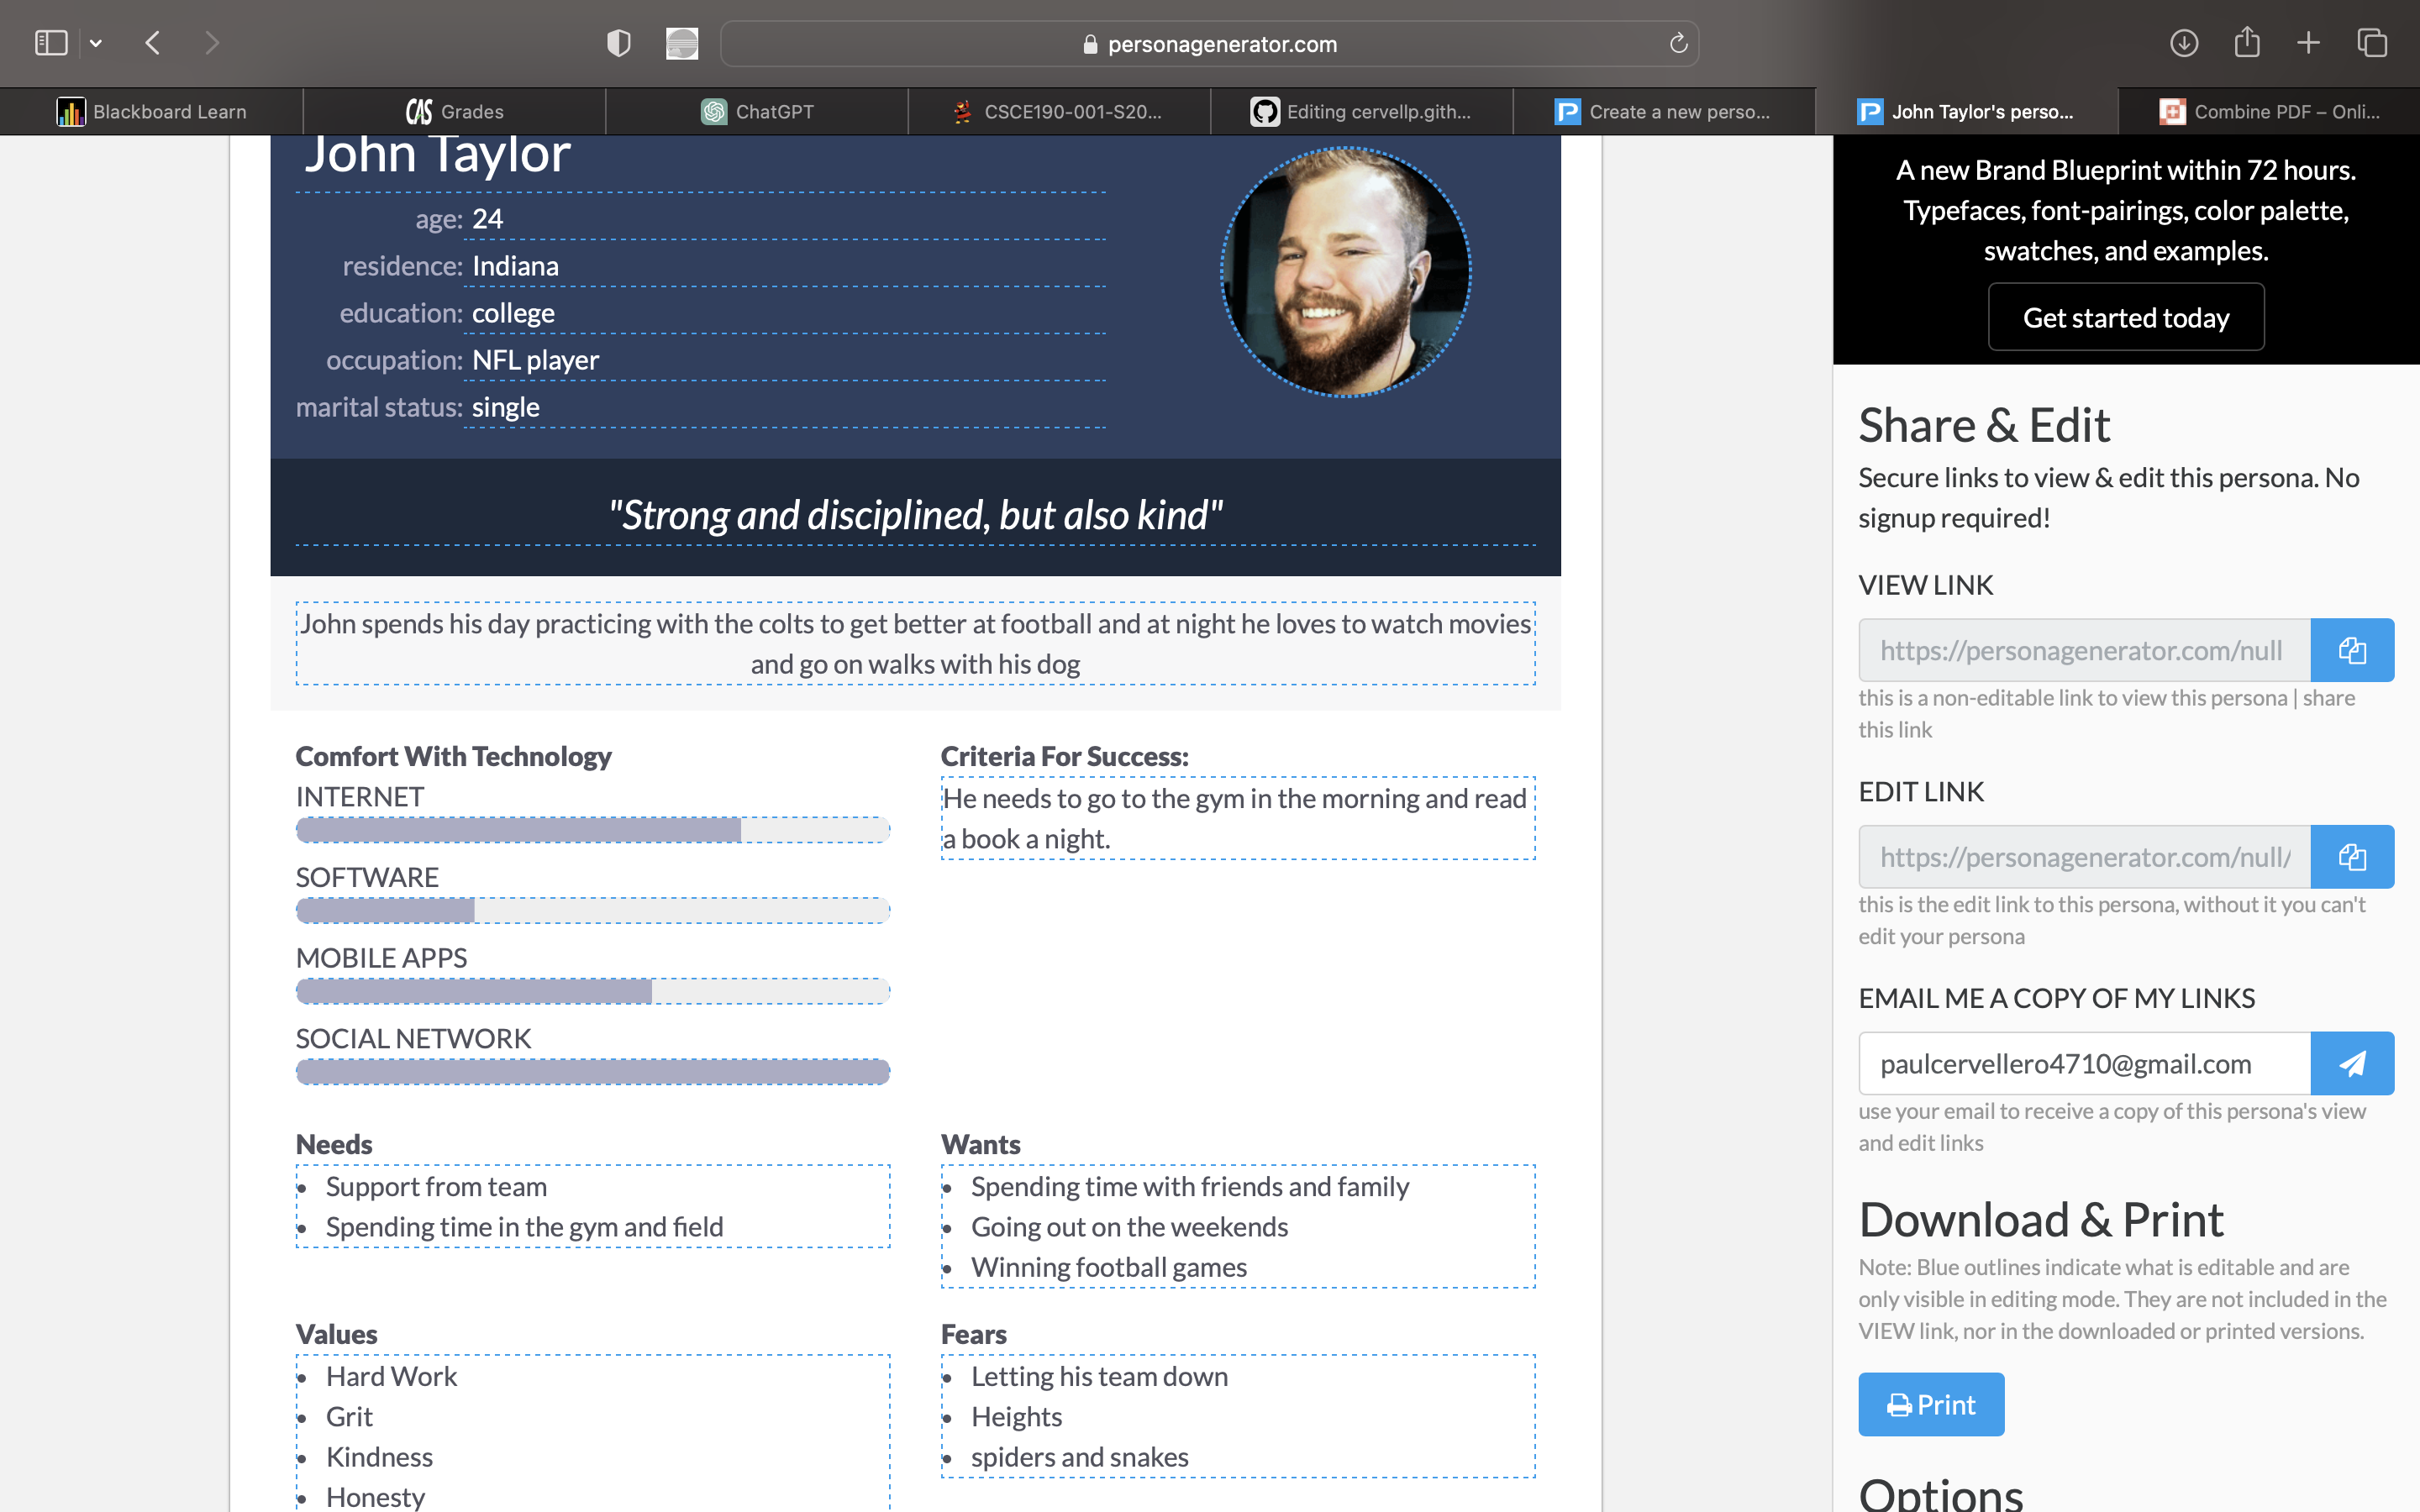 personagenerator.com
Blackboard Learn
CAS Grades
ChatGPT
CSCE190-001-S20...
Editing cervellp.gith...
Create a new perso...
John Taylor's perso...
Combine PDF – Onli...
John Taylor
age: 24
residence: Indiana
education: college
occupation: NFL player
marital status: single
"Strong and disciplined, but also kind"
John spends his day practicing with the colts to get better at football and at night he loves to watch movies
and go on walks with his dog
Comfort With Technology
INTERNET
SOFTWARE
MOBILE APPS
SOCIAL NETWORK
Criteria For Success:
He needs to go to the gym in the morning and read
a book a night.
Needs
• Support from team
• Spending time in the gym and field
Wants
• Spending time with friends and family
• Going out on the weekends
• Winning football games
Values
• Hard Work
• Grit
• Kindness
• Honesty
Fears
• Letting his team down
• Heights
• spiders and snakes
A new Brand Blueprint within 72 hours.
Typefaces, font-pairings, color palette,
swatches, and examples.
Get started today
Share & Edit
Secure links to view & edit this persona. No
signup required!
VIEW LINK
https://personagenerator.com/null
this is a non-editable link to view this persona | share
this link
EDIT LINK
https://personagenerator.com/null/
this is the edit link to this persona, without it you can't
edit your persona
EMAIL ME A COPY OF MY LINKS
paulcervellero4710@gmail.com
use your email to receive a copy of this persona's view
and edit links
Download & Print
Note: Blue outlines indicate what is editable and are
only visible in editing mode. They are not included in the
VIEW link, nor in the downloaded or printed versions.
Print
Options